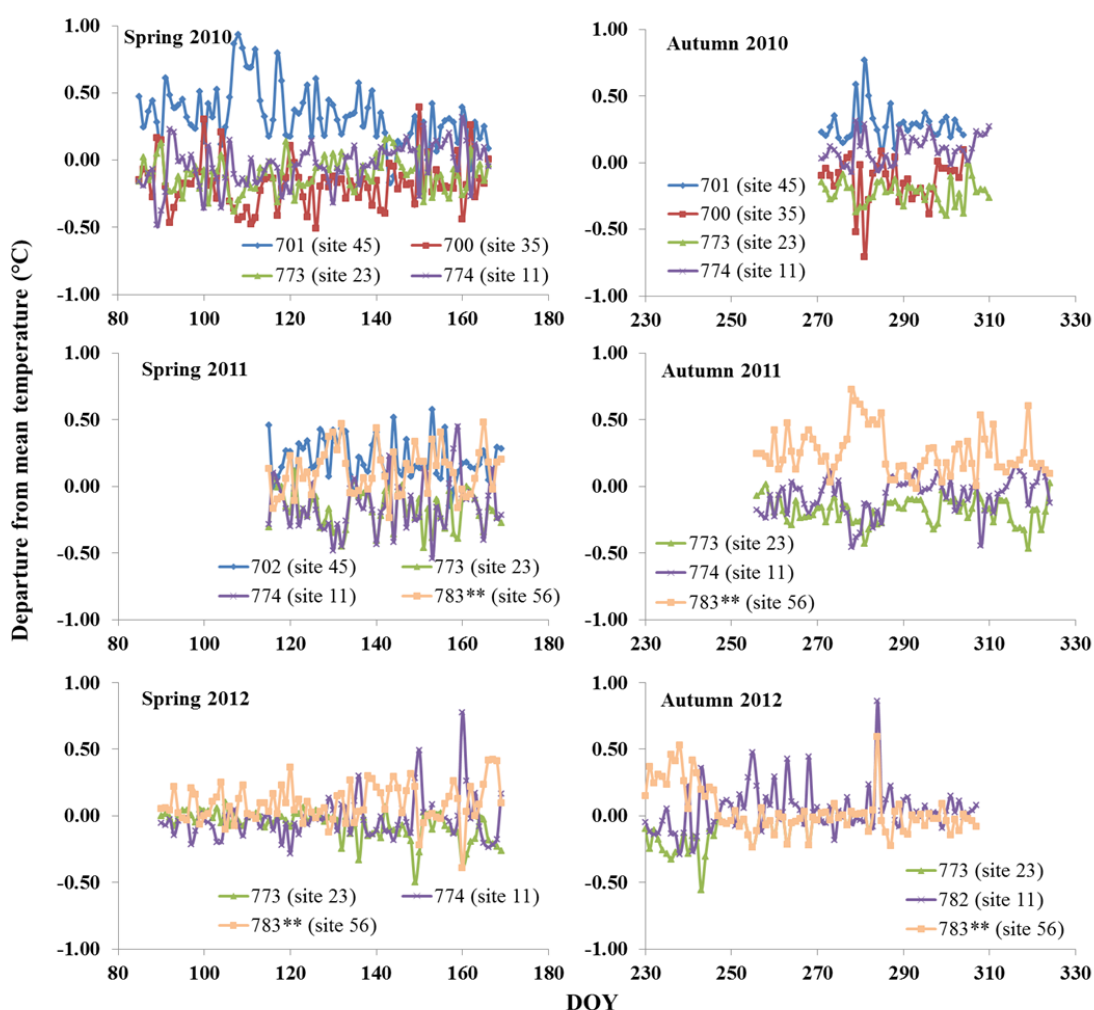 Departure from mean temperature (°C)
Spring 2010
1.00
0.50
0.00
-0.50
-1.00
80 100 120 140 160 180
701 (site 45) 700 (site 35)
773 (site 23) 774 (site 11)
Autumn 2010
1.00
0.50
0.00
-0.50
-1.00
230 250 270 290 310 330
701 (site 45)
700 (site 35)
773 (site 23)
774 (site 11)
Spring 2011
1.00
0.50
0.00
-0.50
-1.00
80 100 120 140 160 180
702 (site 45) 773 (site 23)
774 (site 11) 783** (site 56)
Autumn 2011
1.00
0.50
0.00
-0.50
-1.00
230 250 270 290 310 330
773 (site 23)
774 (site 11)
783** (site 56)
Spring 2012
1.00
0.50
0.00
-0.50
-1.00
80 100 120 140 160 180
773 (site 23) 774 (site 11)
783** (site 56)
Autumn 2012
1.00
0.50
0.00
-0.50
-1.00
230 250 270 290 310 330
773 (site 23)
782 (site 11)
783** (site 56)
DOY